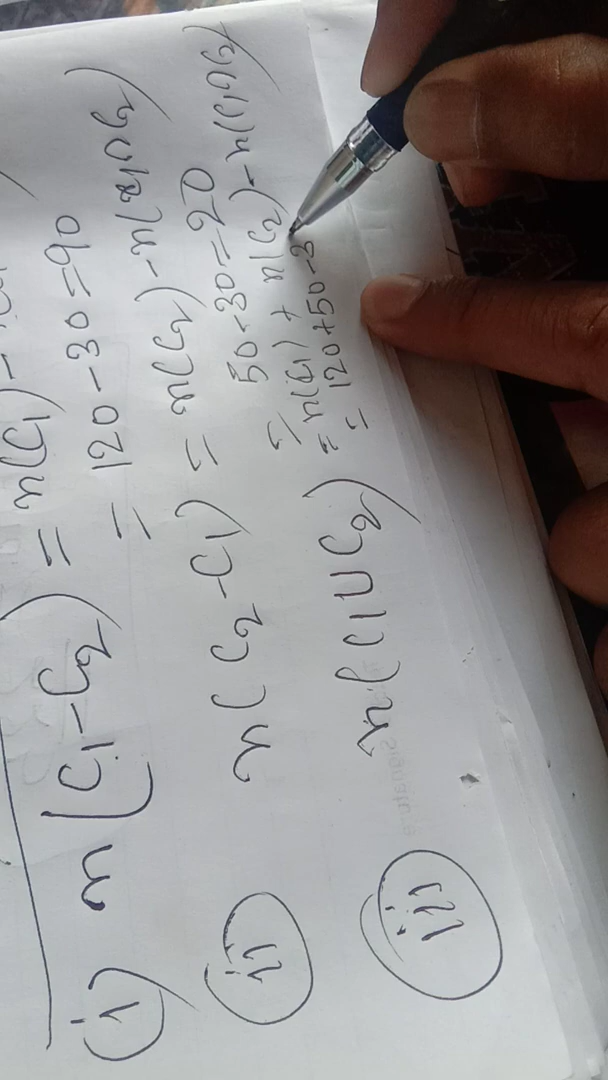 (i) n(C1-C2) = n(C1) -
= 120-30=90
(ii) n(C2-C1) = n(C2)-n(C1∩C2)
= 50-30=20
(iii) n(C1∪C2) = n(C1) + n(C2)-n(C1∩C2)
= 120+50-3